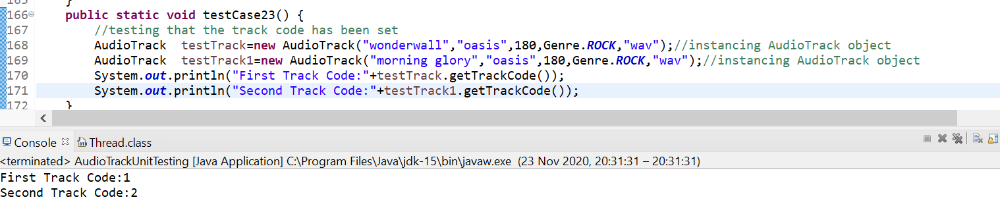 165 }
166 public static void testCase23() {
167 //testing that the track code has been set
168 AudioTrack  testTrack=new AudioTrack("wonderwall","oasis",180,Genre.ROCK,"wav");//instancing AudioTrack object
169 AudioTrack  testTrack1=new AudioTrack("morning glory","oasis",180,Genre.ROCK,"wav");//instancing AudioTrack object
170 System.out.println("First Track Code:"+testTrack.getTrackCode());
171 System.out.println("Second Track Code:"+testTrack1.getTrackCode());
172 }
Console Thread.class
<terminated> AudioTrackUnitTesting [Java Application] C:\Program Files\Java\jdk-15\bin\javaw.exe  (23 Nov 2020, 20:31:31 – 20:31:31)
First Track Code:1
Second Track Code:2